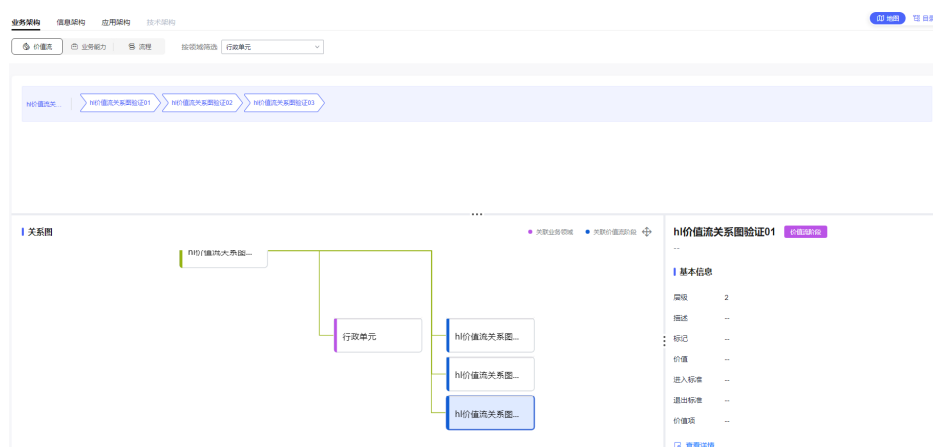 业务架构 信息架构 应用架构 技术架构 地图
价值流 业务能力 流程 按领域筛选 行政单元
hl价值流关... hl价值流关系图验证01 hl价值流关系图验证02 hl价值流关系图验证03
关系图 关联业务领域 关联价值流阶段
hl价值流关系图...
行政单元 hl价值流关系图...
hl价值流关系图...
hl价值流关系图...
hl价值流关系图验证01 价值流阶段
--
基本信息
层级 2
描述 --
标记 --
价值 --
进入标准 --
退出标准 --
价值项 --
查看详情